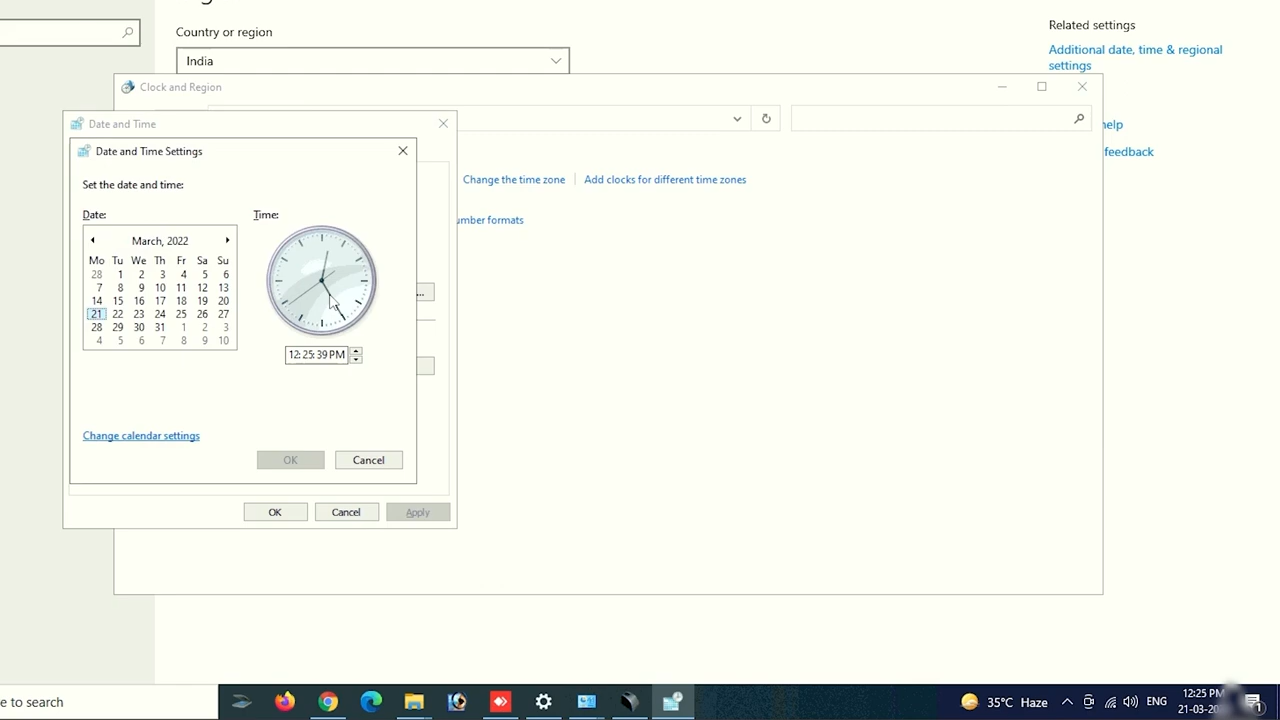 Country or region
India
Related settings
Additional date, time & regional
settings
help
feedback
Clock and Region
Change the time zone
Add clocks for different time zones
number formats
Date and Time
Date and Time Settings
Set the date and time:
Date:
Time:
March, 2022
Mo Tu We Th Fr Sa Su
28 1 2 3 4 5 6
7 8 9 10 11 12 13
14 15 16 17 18 19 20
21 22 23 24 25 26 27
28 29 30 31 1 2 3
4 5 6 7 8 9 10
12:25:39 PM
...
Change calendar settings
OK
Cancel
OK
Cancel
Apply
e to search
35°C Haze
ENG
12:25 PM
21-03-20
1